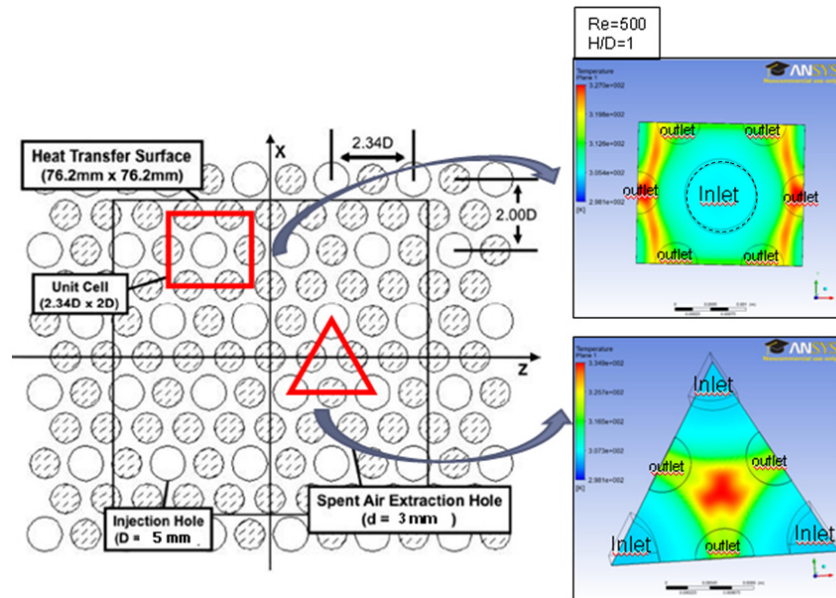 Re=500
H/D=1
Heat Transfer Surface
(76.2mm x 76.2mm)
X
2.34D
2.00D
Unit Cell
(2.34D x 2D)
Z
Injection Hole
(D = 5 mm )
Spent Air Extraction Hole
(d = 3 mm )
ANSYS
Temperature
Plane 1
3.270e+002
3.198e+002
3.126e+002
3.054e+002
2.981e+002
[K]
outlet
outlet
outlet
Inlet
outlet
outlet
outlet
ANSYS
Temperature
Plane 1
3.349e+002
3.257e+002
3.165e+002
3.073e+002
2.981e+002
[K]
Inlet
outlet
outlet
Inlet
outlet
Inlet